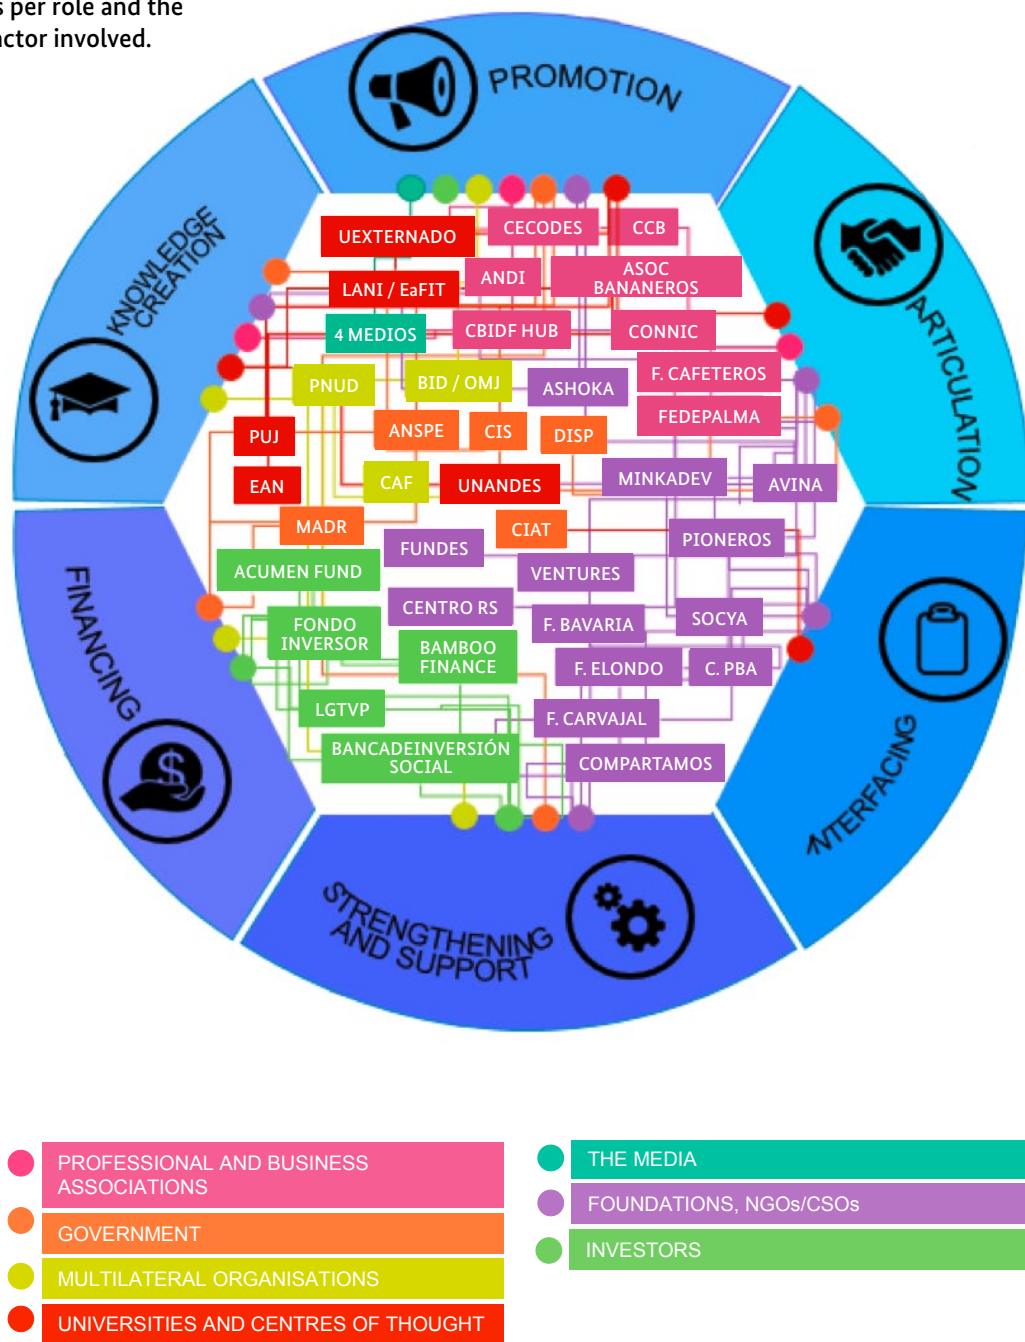 s per role and the
actor involved.
PROMOTION
KNOWLEDGE
CREATION
ARTICULATION
UEXTERNADO
CECODES
CCB
LANI / EaFIT
ANDI
ASOC
BANANEROS
4 MEDIOS
CBIDF HUB
CONNIC
PNUD
BID / OMJ
ASHOKA
F. CAFETEROS
FEDEPALMA
PUJ
ANSPE
CIS
DISP
EAN
CAF
UNANDES
MINKADEV
AVINA
MADR
CIAT
FUNDES
PIONEROS
ACUMEN FUND
VENTURES
CENTRO RS
FONDO
INVERSOR
F. BAVARIA
SOCYA
BAMBOO
FINANCE
F. ELONDO
C. PBA
LGTVP
F. CARVAJAL
BANCADEINVERSIÓN
SOCIAL
COMPARTAMOS
FINANCING
INTERFACING
STRENGTHENING
AND SUPPORT
PROFESSIONAL AND BUSINESS
ASSOCIATIONS
GOVERNMENT
MULTILATERAL ORGANISATIONS
UNIVERSITIES AND CENTRES OF THOUGHT
THE MEDIA
FOUNDATIONS, NGOs/CSOs
INVESTORS